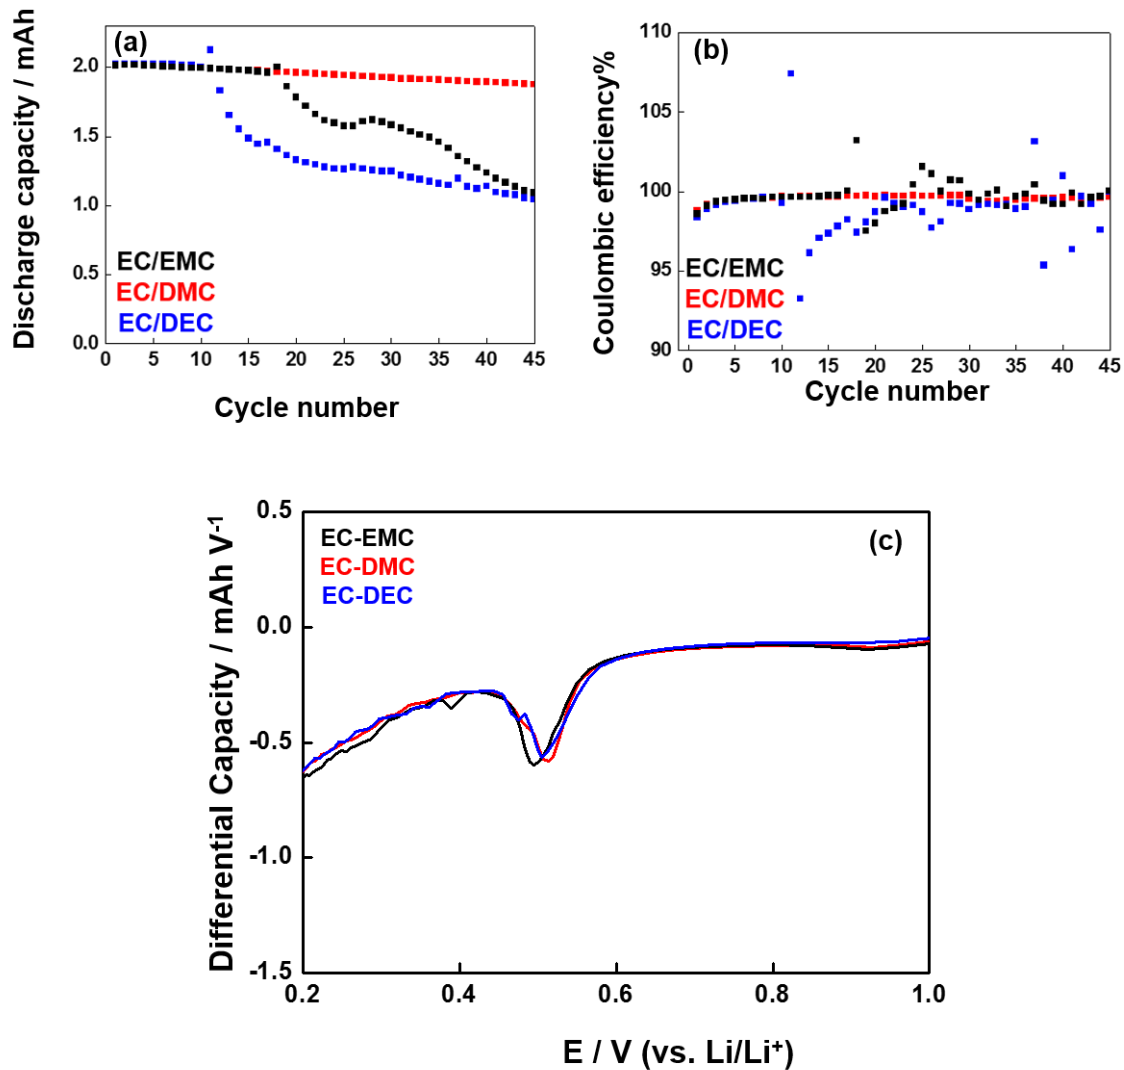 (a)
Discharge capacity / mAh
2.0
1.5
1.0
0.5
0.0
EC/EMC
EC/DMC
EC/DEC
0 5 10 15 20 25 30 35 40 45
Cycle number
(b)
Coulombic efficiency%
110
105
100
95
90
EC/EMC
EC/DMC
EC/DEC
0 5 10 15 20 25 30 35 40 45
Cycle number
(c)
Differential Capacity / mAh V⁻¹
0.5
0.0
-0.5
-1.0
-1.5
EC-EMC
EC-DMC
EC-DEC
0.2 0.4 0.6 0.8 1.0
E / V (vs. Li/Li⁺)